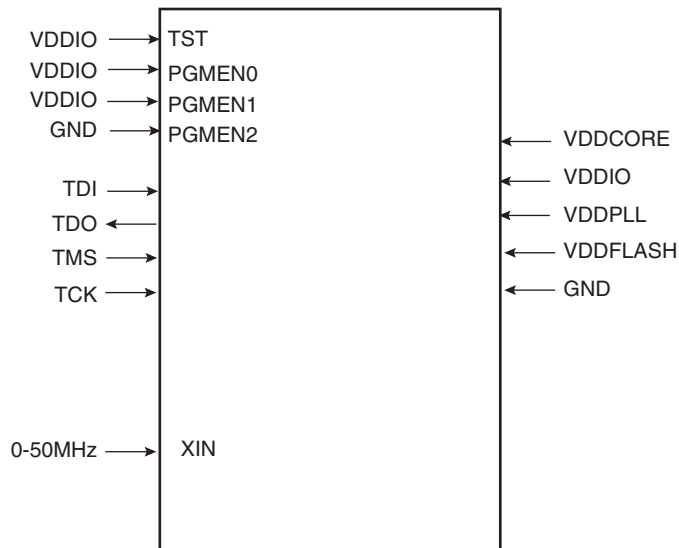 VDDIO TST
VDDIO PGMEN0
VDDIO PGMEN1
GND PGMEN2
VDDCORE
VDDIO
TDI
TDO
VDDPLL
TMS
VDDFLASH
TCK
GND
0-50MHz XIN